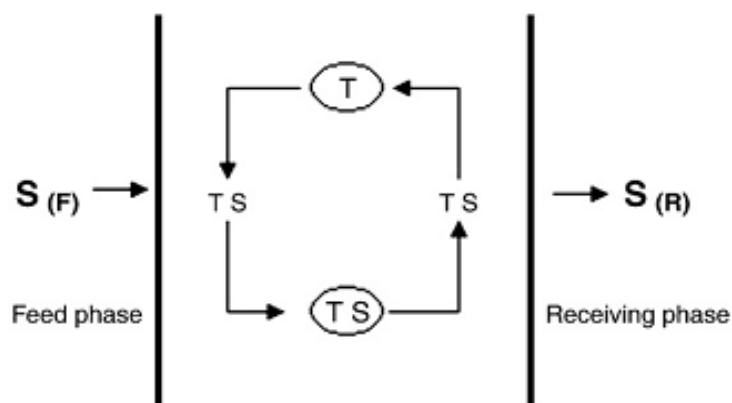 T
S (F)
T S
T S
S (R)
Feed phase
T S
Receiving phase